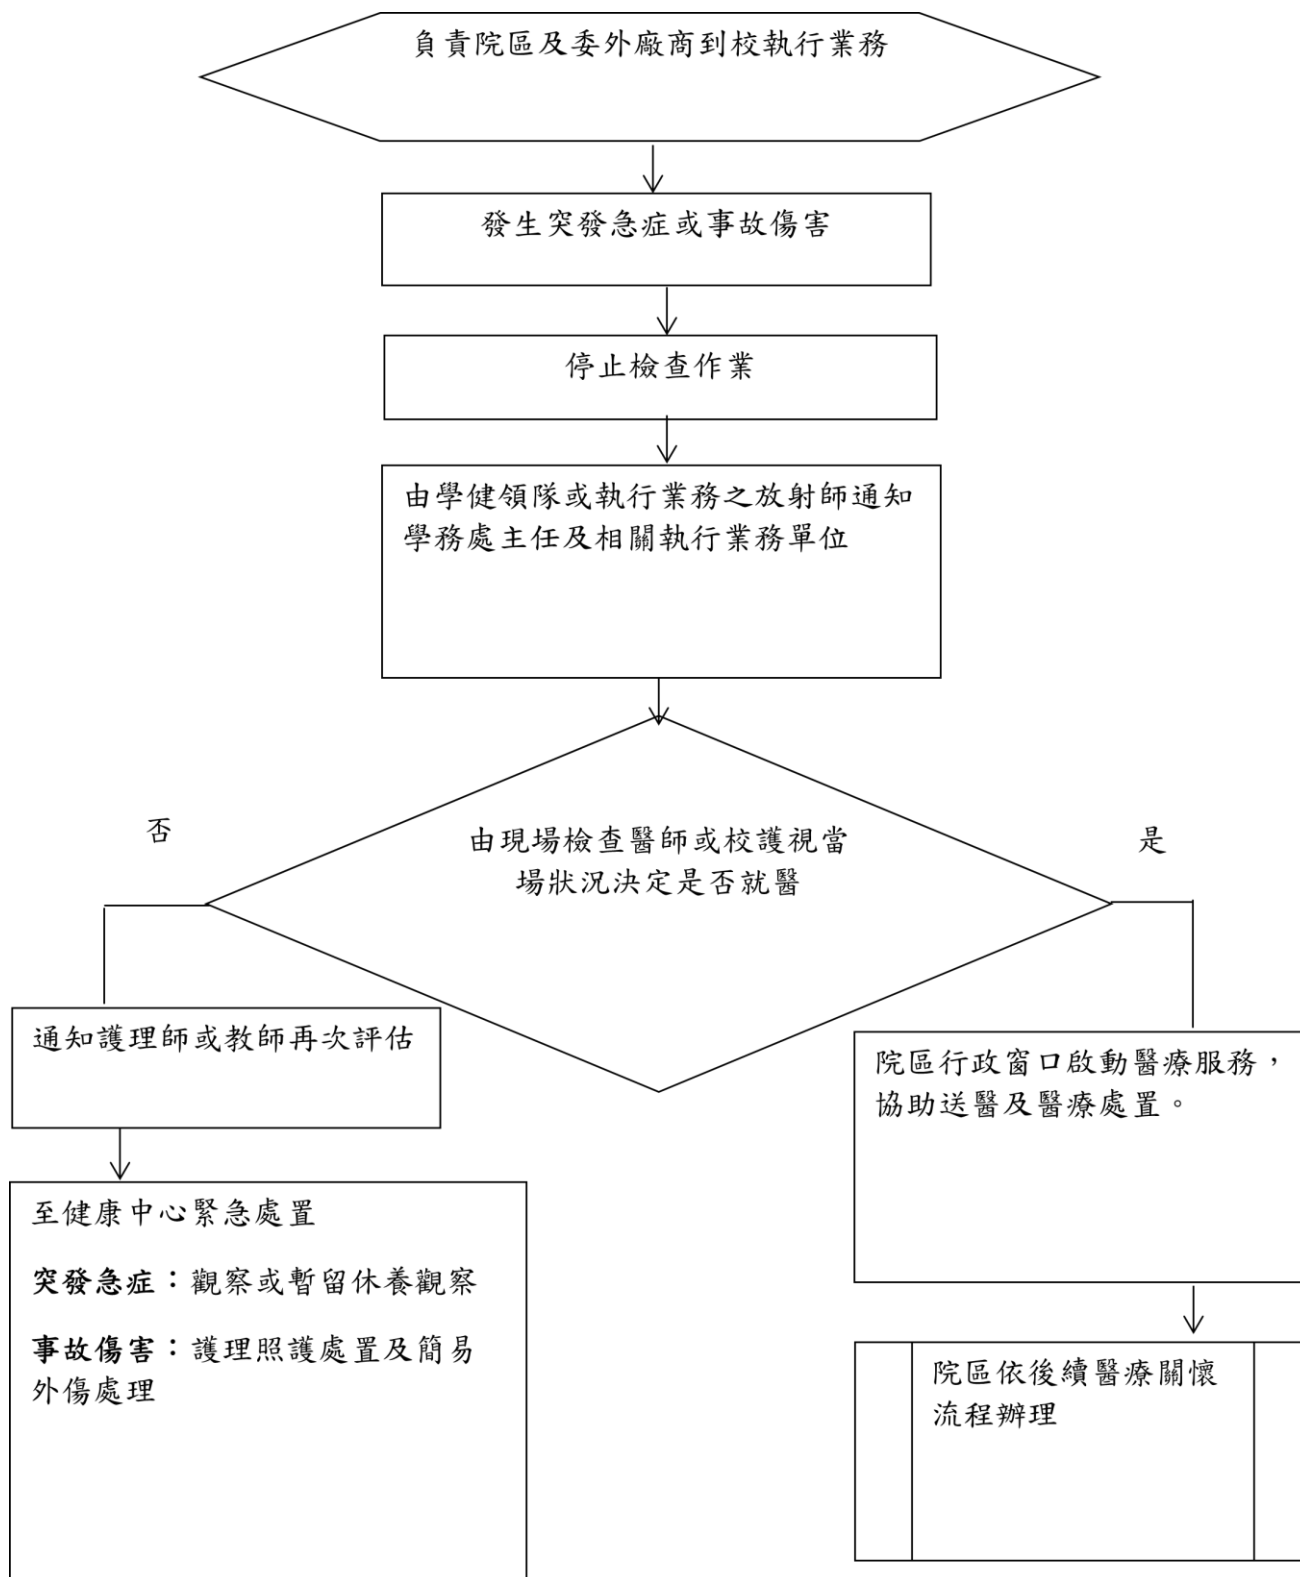 負責院區及委外廠商到校執行業務
發生突發急症或事故傷害
停止檢查作業
由學健領隊或執行業務之放射師通知
學務處主任及相關執行業務單位
否
是
由現場檢查醫師或校護視當
場狀況決定是否就醫
通知護理師或教師再次評估
院區行政窗口啟動醫療服務，
協助送醫及醫療處置。
至健康中心緊急處置
突發急症：觀察或暫留休養觀察
事故傷害：護理照護處置及簡易
外傷處理
院區依後續醫療關懷
流程辦理